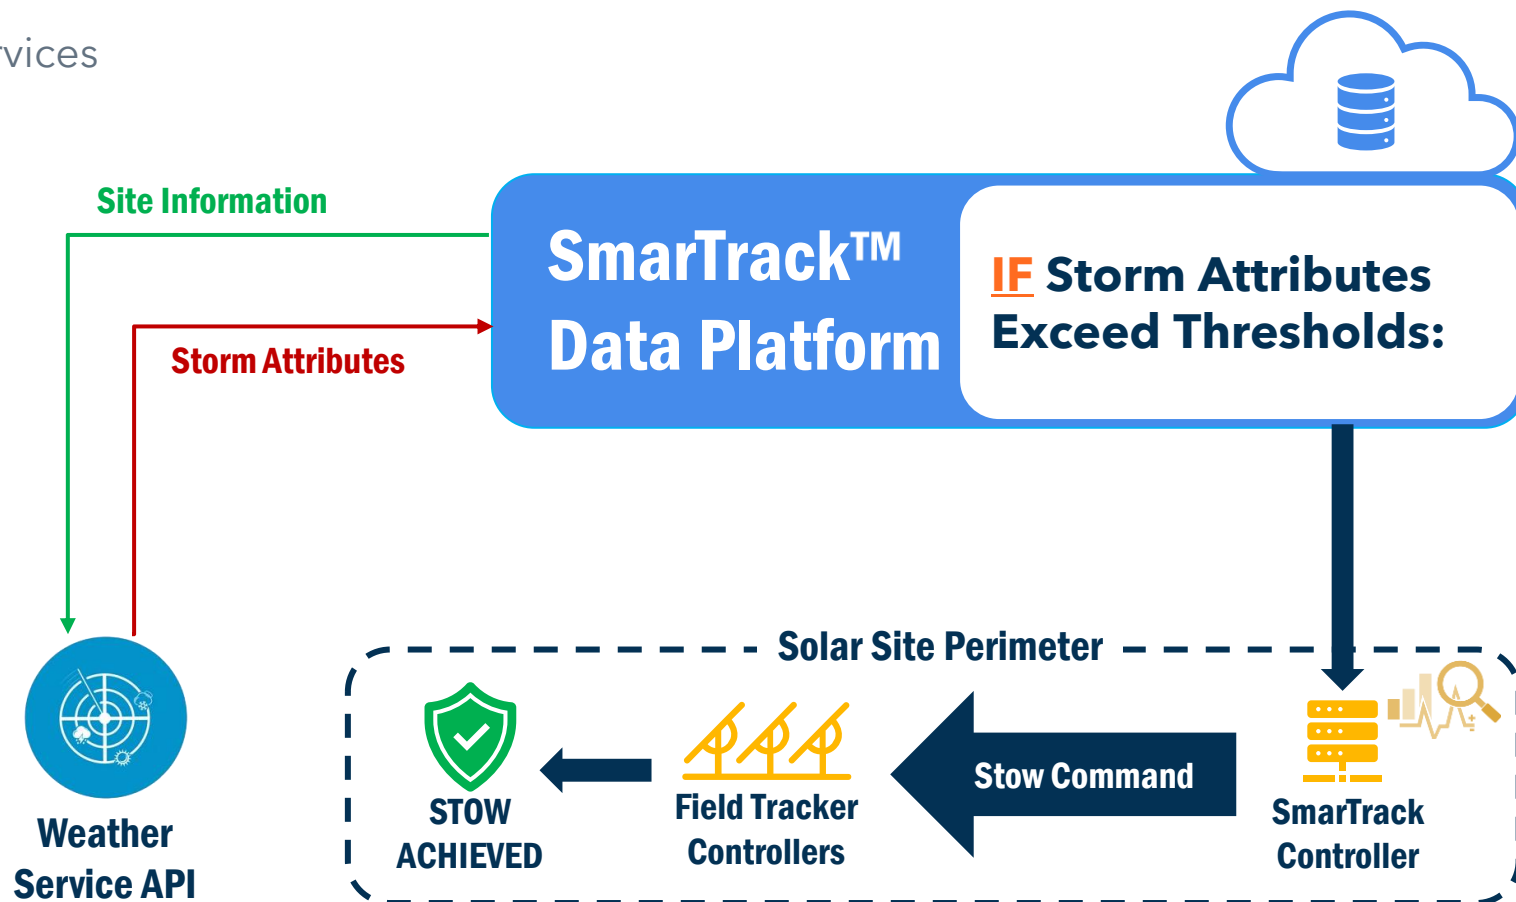 rvices
Site Information
SmarTrack™
Data Platform
IF Storm Attributes
Exceed Thresholds:
Storm Attributes
Solar Site Perimeter
Stow Command
STOW
ACHIEVED
Field Tracker
Controllers
SmarTrack
Controller
Weather
Service API